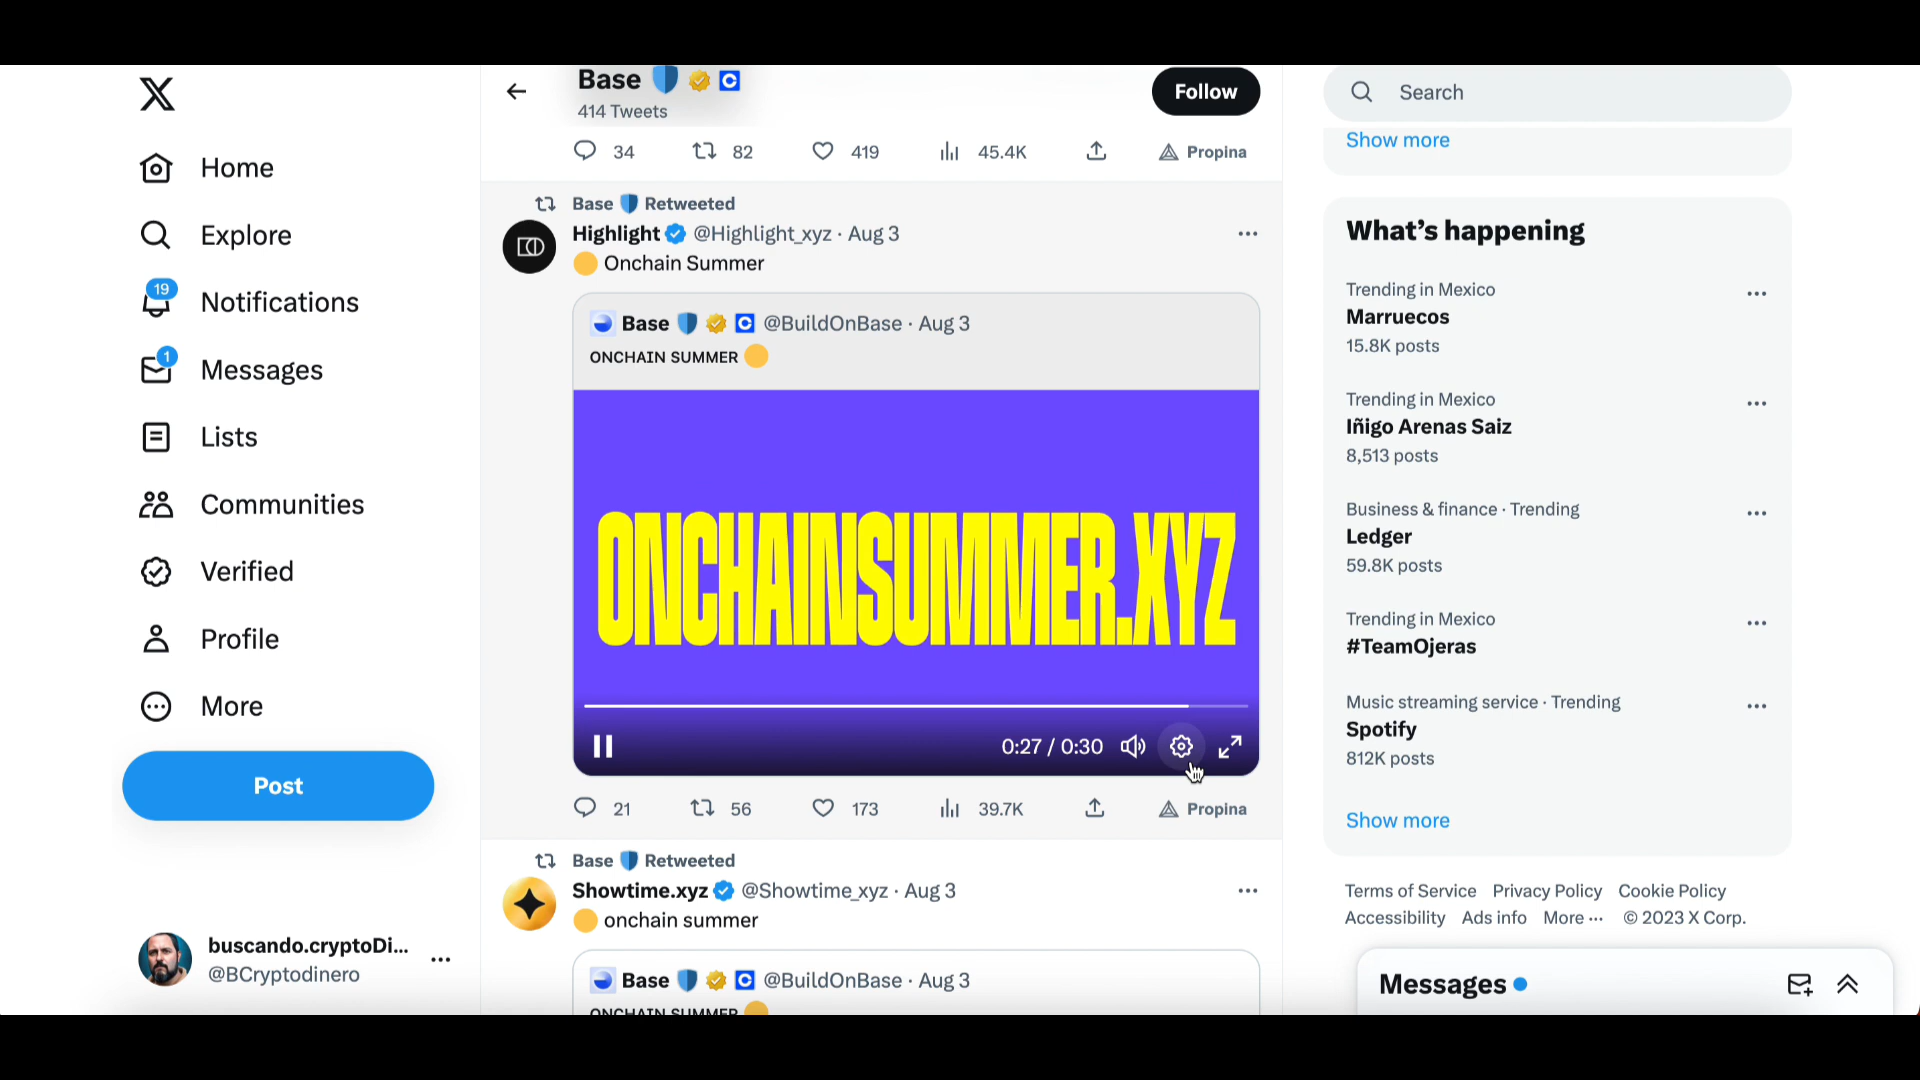 Home
Explore
19
Notifications
1
Messages
Lists
Communities
Verified
Profile
More
Post
buscando.cryptoDi...
@BCryptodinero
Base
414 Tweets
Follow
34 82 419 45.4K Propina
Base Retweeted
Highlight @Highlight_xyz · Aug 3
Onchain Summer
Base @BuildOnBase · Aug 3
ONCHAIN SUMMER
ONCHAINSUMMER.XYZ
0:27 / 0:30
21 56 173 39.7K Propina
Base Retweeted
Showtime.xyz @Showtime_xyz · Aug 3
onchain summer
Base @BuildOnBase · Aug 3
ONCHAIN SUMMER
Search
Show more
What's happening
Trending in Mexico
Marruecos
15.8K posts
Trending in Mexico
Iñigo Arenas Saiz
8,513 posts
Business & finance · Trending
Ledger
59.8K posts
Trending in Mexico
#TeamOjeras
Music streaming service · Trending
Spotify
812K posts
Show more
Terms of Service Privacy Policy Cookie Policy
Accessibility Ads info More ··· © 2023 X Corp.
Messages